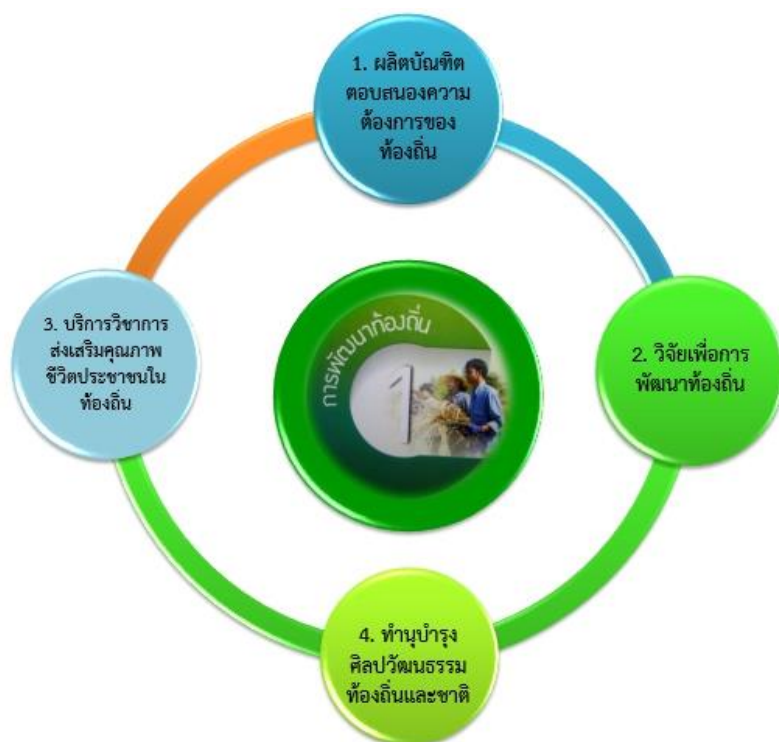 1. ผลิตบัณฑิต
ตอบสนองความ
ต้องการของ
ท้องถิ่น
2. วิจัยเพื่อการ
พัฒนาท้องถิ่น
3. บริการวิชาการ
ส่งเสริมคุณภาพ
ชีวิตประชาชนใน
ท้องถิ่น
4. ทำนุบำรุง
ศิลปวัฒนธรรม
ท้องถิ่นและชาติ
การพัฒนาท้องถิ่น
1